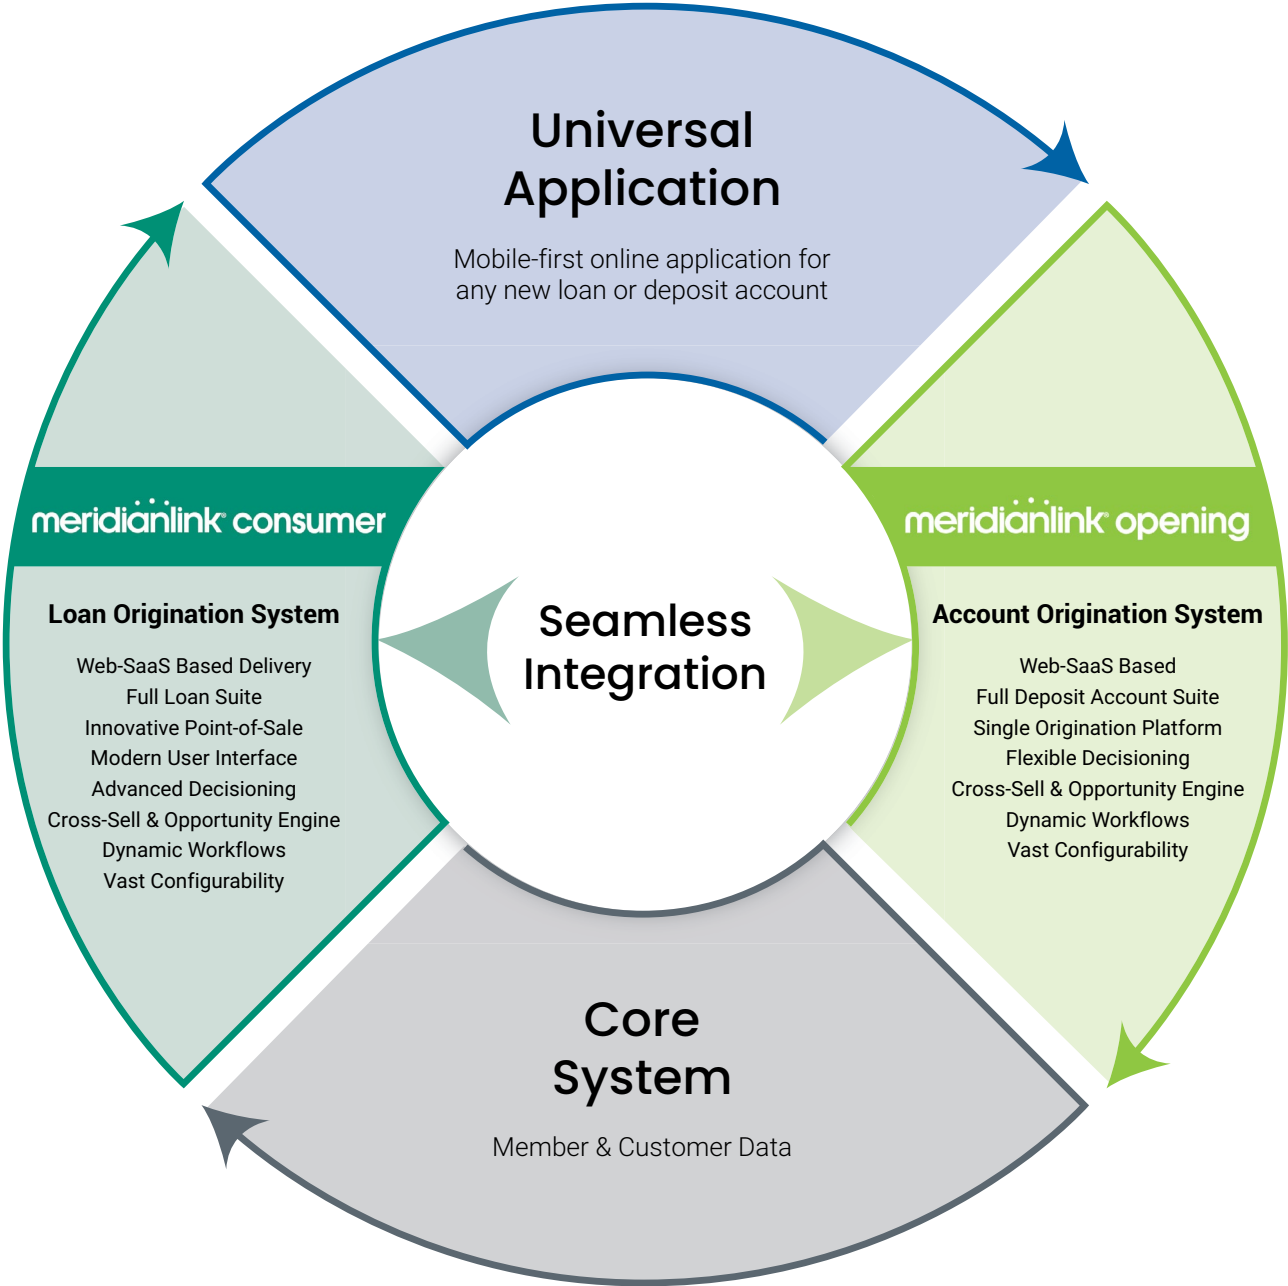 Universal
Application
Mobile-first online application for
any new loan or deposit account
meridianlink® consumer
Loan Origination System
Web-SaaS Based Delivery
Full Loan Suite
Innovative Point-of-Sale
Modern User Interface
Advanced Decisioning
Cross-Sell & Opportunity Engine
Dynamic Workflows
Vast Configurability
Seamless
Integration
meridianlink® opening
Account Origination System
Web-SaaS Based
Full Deposit Account Suite
Single Origination Platform
Flexible Decisioning
Cross-Sell & Opportunity Engine
Dynamic Workflows
Vast Configurability
Core
System
Member & Customer Data